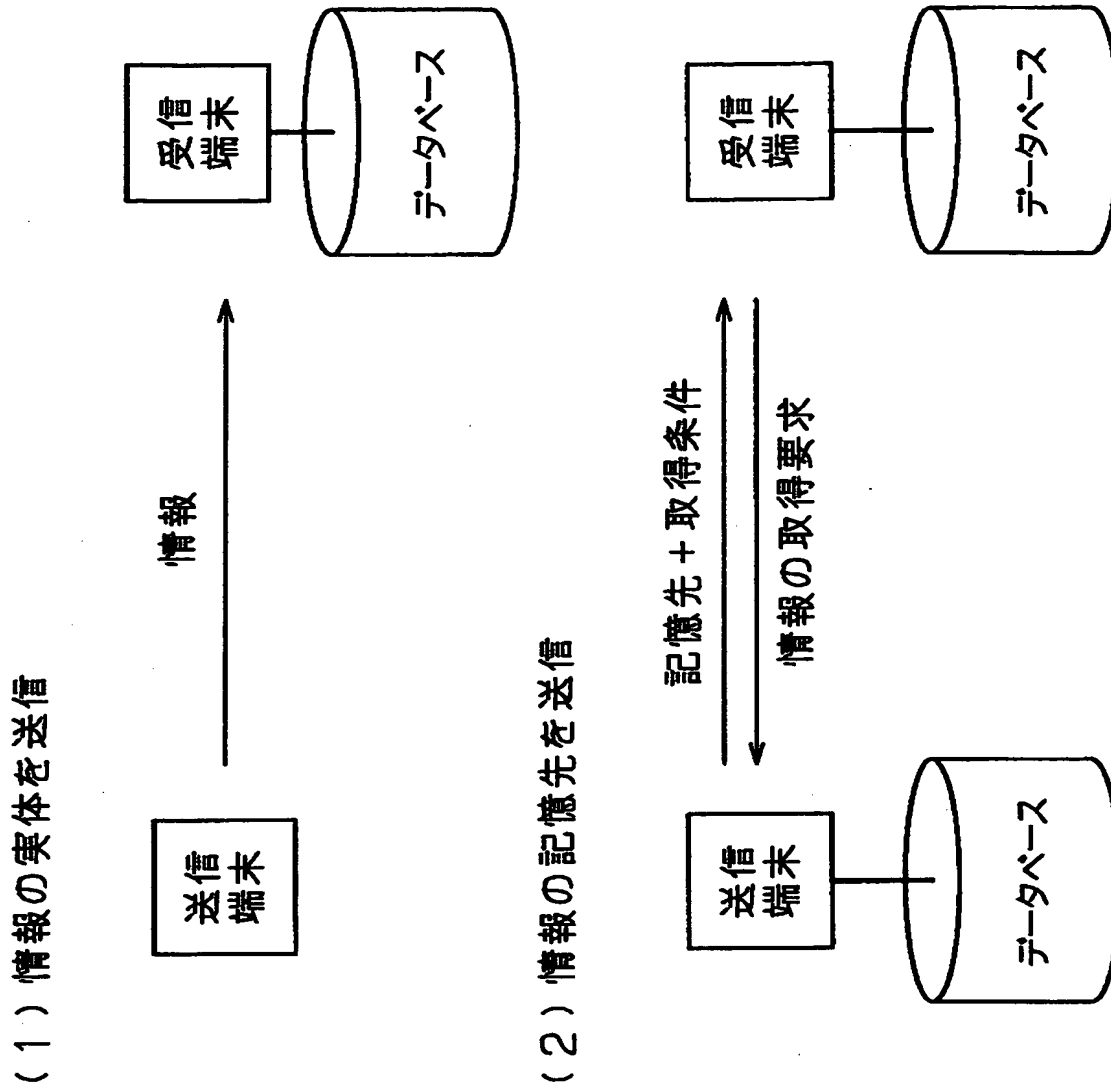 (1)情報の実体を送信
送信
端末
情報
受信
端末
データベース
(2)情報の記憶先を送信
送信
端末
データベース
記憶先+取得条件
情報の取得要求
受信
端末
データベース